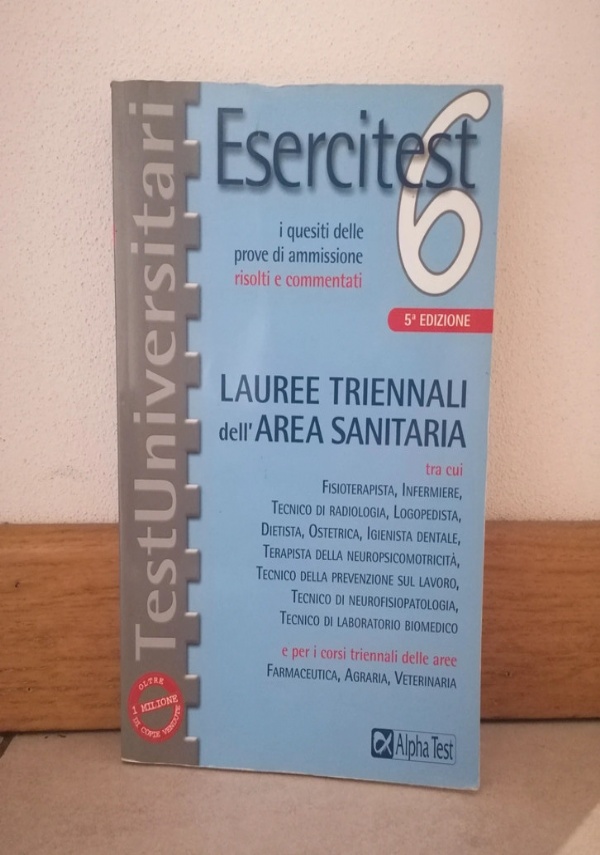 TestUniversitari
Esercitest
6
i quesiti delle
prove di ammissione
risolti e commentati
5ª EDIZIONE
LAUREE TRIENNALI
dell'AREA SANITARIA
tra cui
FISIOTERAPISTA, INFERMIERE,
TECNICO DI RADIOLOGIA, LOGOPEDISTA,
DIETISTA, OSTETRICA, IGIENISTA DENTALE,
TERAPISTA DELLA NEUROPSICOMOTRICITÀ,
TECNICO DELLA PREVENZIONE SUL LAVORO,
TECNICO DI NEUROFISIOPATOLOGIA,
TECNICO DI LABORATORIO BIOMEDICO
e per i corsi triennali delle aree
FARMACEUTICA, AGRARIA, VETERINARIA
OLTRE
1 MILIONE
DI COPIE VENDUTE
Alpha Test